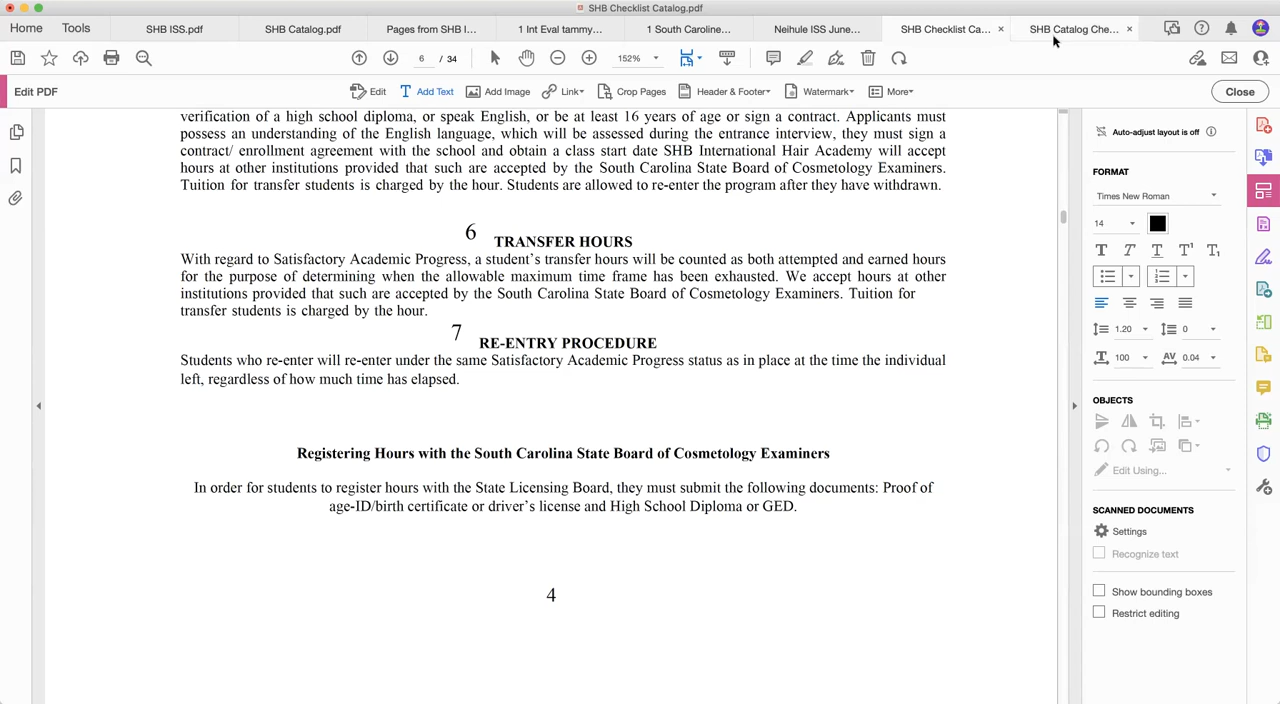 SHB Checklist Catalog.pdf
Home
Tools
SHB ISS.pdf
SHB Catalog.pdf
Pages from SHB I...
1 Int Eval tammy...
1 South Caroline...
Neihule ISS June...
SHB Checklist Ca...
SHB Catalog Che...
6 / 34
152%
Edit PDF
Edit
Add Text
Add Image
Link
Crop Pages
Header & Footer
Watermark
More
Close
verification of a high school diploma, or speak English, or be at least 16 years of age or sign a contract. Applicants must
possess an understanding of the English language, which will be assessed during the entrance interview, they must sign a
contract/ enrollment agreement with the school and obtain a class start date SHB International Hair Academy will accept
hours at other institutions provided that such are accepted by the South Carolina State Board of Cosmetology Examiners.
Tuition for transfer students is charged by the hour. Students are allowed to re-enter the program after they have withdrawn.
6
TRANSFER HOURS
With regard to Satisfactory Academic Progress, a student’s transfer hours will be counted as both attempted and earned hours
for the purpose of determining when the allowable maximum time frame has been exhausted. We accept hours at other
institutions provided that such are accepted by the South Carolina State Board of Cosmetology Examiners. Tuition for
transfer students is charged by the hour.
7
RE-ENTRY PROCEDURE
Students who re-enter will re-enter under the same Satisfactory Academic Progress status as in place at the time the individual
left, regardless of how much time has elapsed.
Registering Hours with the South Carolina State Board of Cosmetology Examiners
In order for students to register hours with the State Licensing Board, they must submit the following documents: Proof of
age-ID/birth certificate or driver’s license and High School Diploma or GED.
4
Auto-adjust layout is off
FORMAT
Times New Roman
14
1.20
0
100
0.04
OBJECTS
Edit Using...
SCANNED DOCUMENTS
Settings
Recognize text
Show bounding boxes
Restrict editing